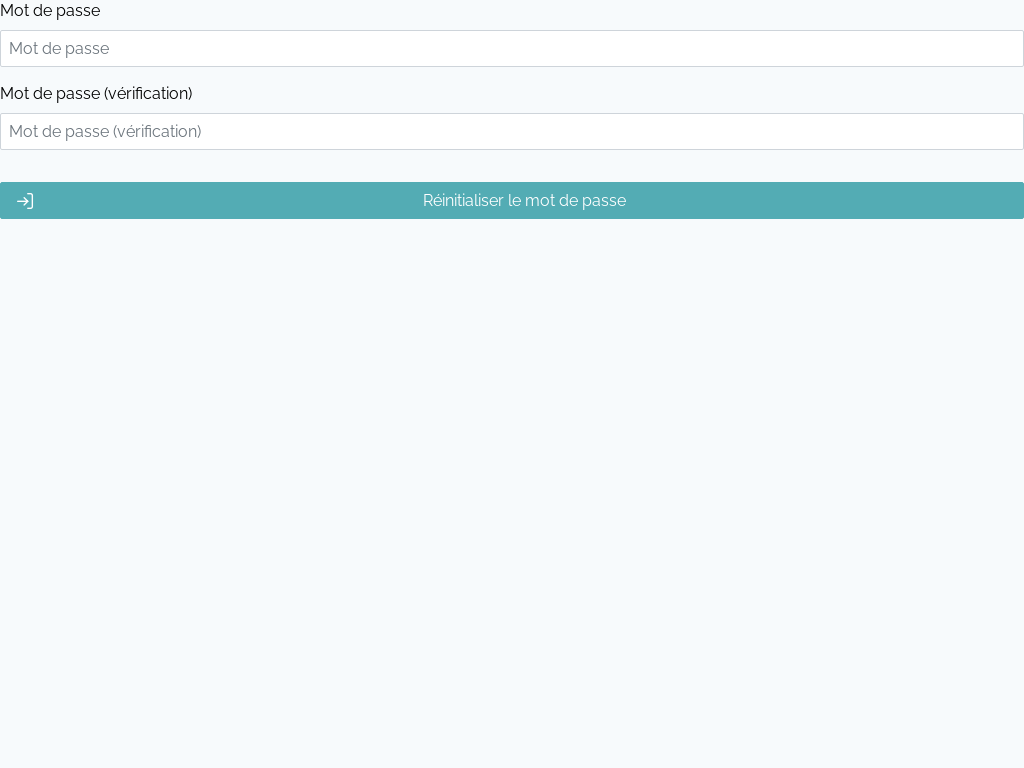 Mot de passe
Mot de passe
Mot de passe (vérification)
Mot de passe (vérification)
Réinitialiser le mot de passe